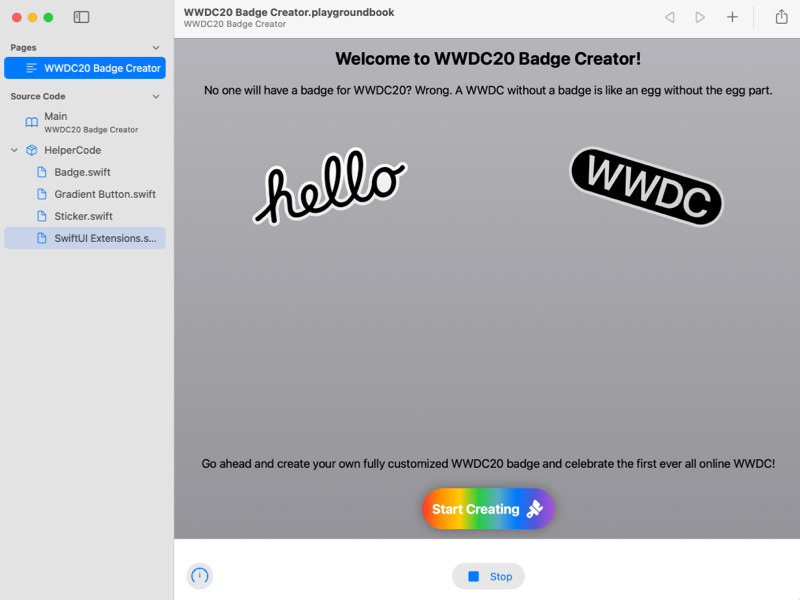 WWDC20 Badge Creator.playgroundbook
WWDC20 Badge Creator
Pages
WWDC20 Badge Creator
Source Code
Main
WWDC20 Badge Creator
HelperCode
Badge.swift
Gradient Button.swift
Sticker.swift
SwiftUI Extensions.s...
Welcome to WWDC20 Badge Creator!
No one will have a badge for WWDC20? Wrong. A WWDC without a badge is like an egg without the egg part.
hello
WWDC
Go ahead and create your own fully customized WWDC20 badge and celebrate the first ever all online WWDC!
Start Creating
Stop